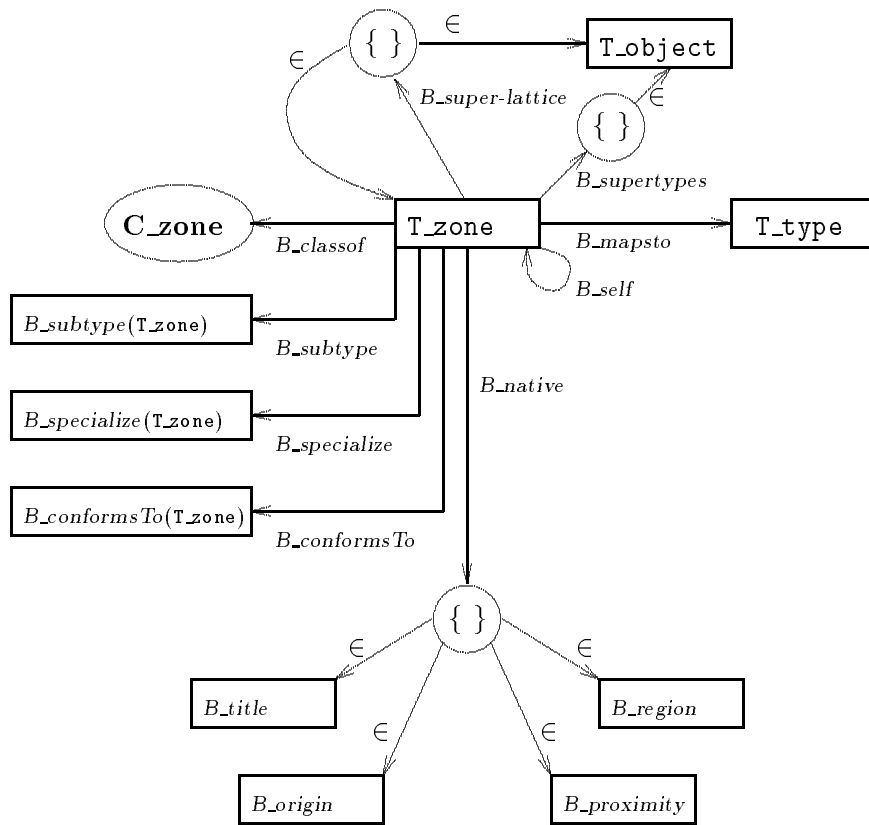 { }
∈
T_object
∈
B_super-lattice
∈
{ }
B_supertypes
C_zone
T_zone
T_type
B_classof
B_mapsto
B_self
B_subtype(T_zone)
B_subtype
B_native
B_specialize(T_zone)
B_specialize
B_conformsTo(T_zone)
B_conformsTo
{ }
∈
∈
B_title
B_region
∈
∈
B_origin
B_proximity